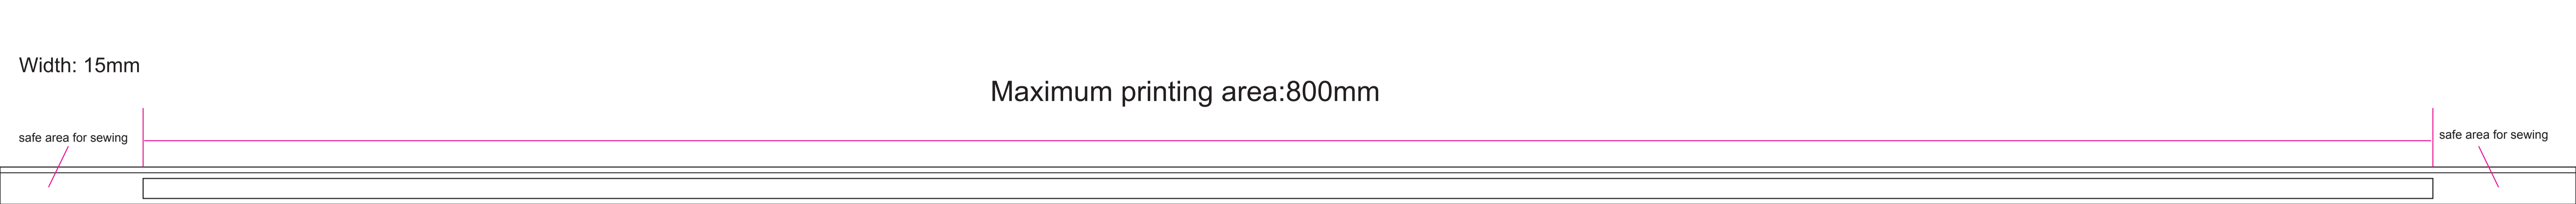 Width: 15mm
Maximum printing area:800mm
safe area for sewing
safe area for sewing